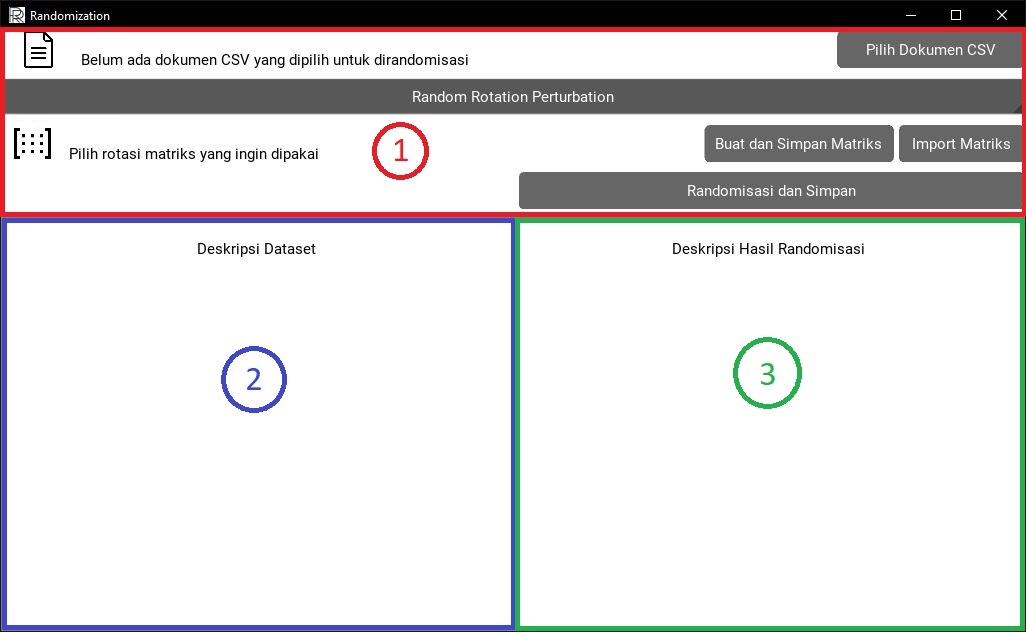 Randomization
Belum ada dokumen CSV yang dipilih untuk dirandomisasi
Pilih Dokumen CSV
Random Rotation Perturbation
Pilih rotasi matriks yang ingin dipakai
1
Buat dan Simpan Matriks
Import Matriks
Randomisasi dan Simpan
Deskripsi Dataset
2
Deskripsi Hasil Randomisasi
3